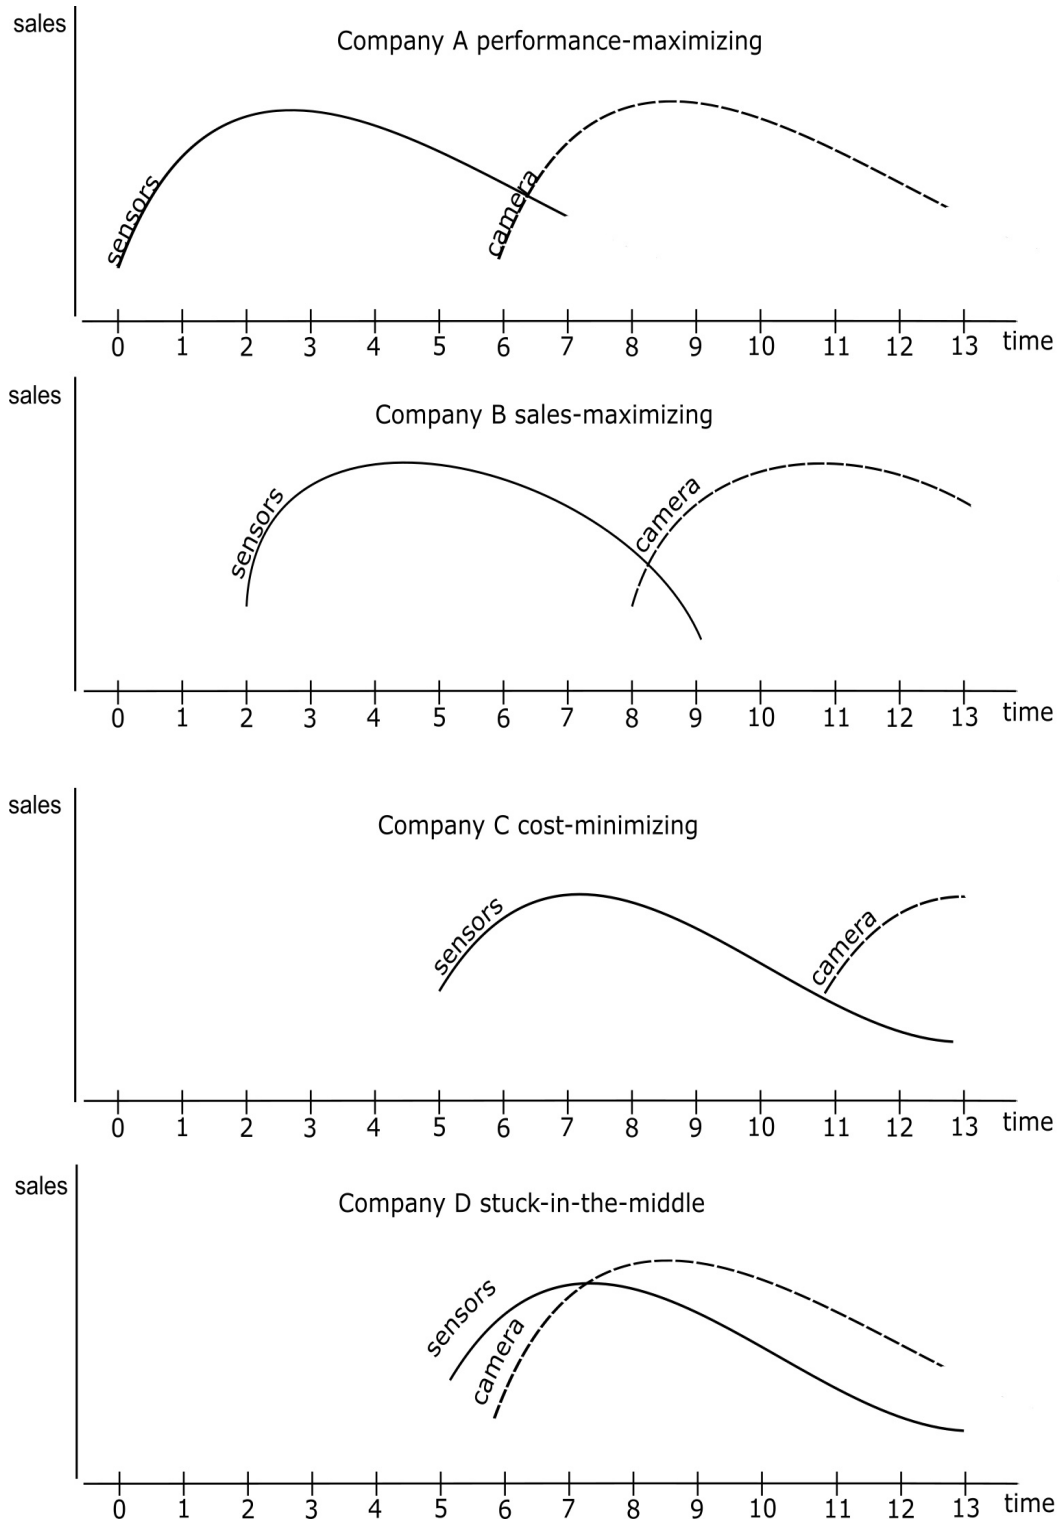 sales
Company A performance-maximizing
sensors
camera
0 1 2 3 4 5 6 7 8 9 10 11 12 13 time
sales
Company B sales-maximizing
sensors
camera
0 1 2 3 4 5 6 7 8 9 10 11 12 13 time
sales
Company C cost-minimizing
sensors
camera
0 1 2 3 4 5 6 7 8 9 10 11 12 13 time
sales
Company D stuck-in-the-middle
sensors
camera
0 1 2 3 4 5 6 7 8 9 10 11 12 13 time